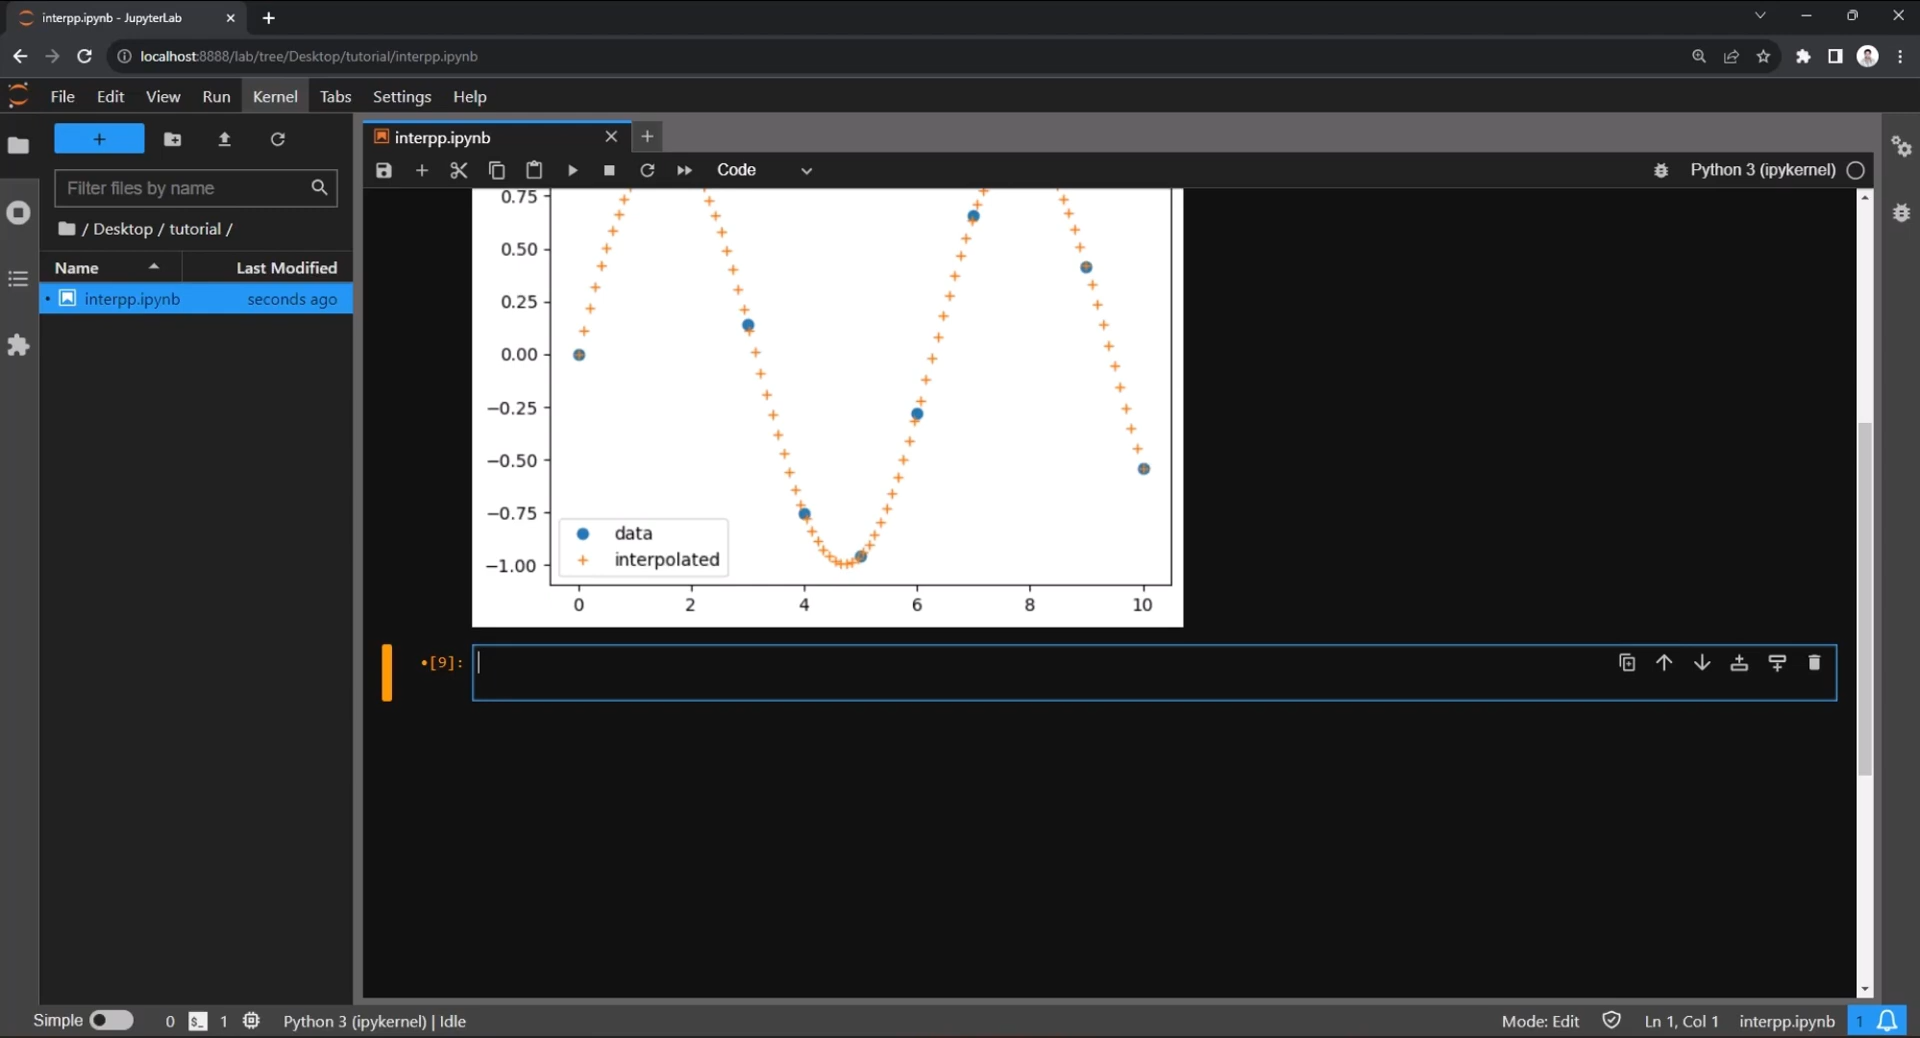 interpp.ipynb - JupyterLab
localhost:8888/lab/tree/Desktop/tutorial/interpp.ipynb
File Edit View Run Kernel Tabs Settings Help
interpp.ipynb
Code
Python 3 (ipykernel)
Filter files by name
/ Desktop / tutorial /
Name Last Modified
interpp.ipynb seconds ago
0.75
0.50
0.25
0.00
−0.25
−0.50
−0.75
−1.00
data
interpolated
0 2 4 6 8 10
•[9]:
Simple 0 $_ 1 Python 3 (ipykernel) | Idle Mode: Edit Ln 1, Col 1 interpp.ipynb 1